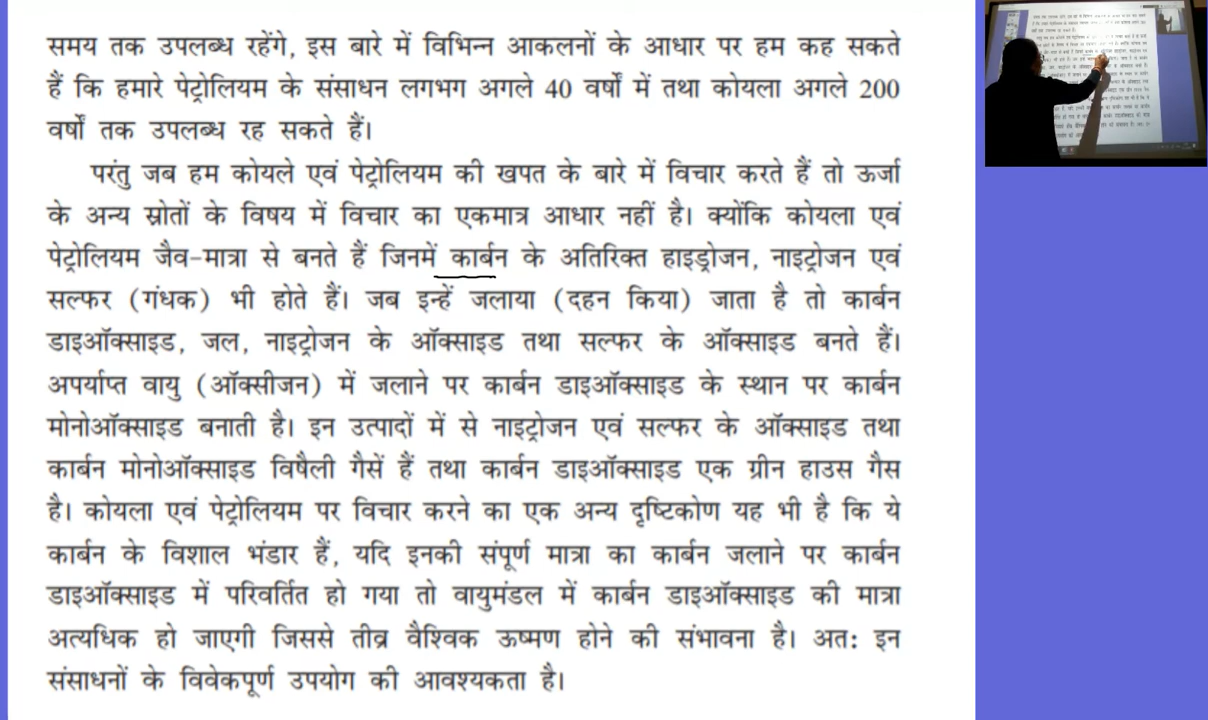 समय तक उपलब्ध रहेंगे, इस बारे में विभिन्न आकलनों के आधार पर हम कह सकते
हैं कि हमारे पेट्रोलियम के संसाधन लगभग अगले 40 वर्षों में तथा कोयला अगले 200
वर्षों तक उपलब्ध रह सकते हैं।
परंतु जब हम कोयले एवं पेट्रोलियम की खपत के बारे में विचार करते हैं तो ऊर्जा
के अन्य स्रोतों के विषय में विचार का एकमात्र आधार नहीं है। क्योंकि कोयला एवं
पेट्रोलियम जैव-मात्रा से बनते हैं जिनमें कार्बन के अतिरिक्त हाइड्रोजन, नाइट्रोजन एवं
सल्फर (गंधक) भी होते हैं। जब इन्हें जलाया (दहन किया) जाता है तो कार्बन
डाइऑक्साइड, जल, नाइट्रोजन के ऑक्साइड तथा सल्फर के ऑक्साइड बनते हैं।
अपर्याप्त वायु (ऑक्सीजन) में जलाने पर कार्बन डाइऑक्साइड के स्थान पर कार्बन
मोनोऑक्साइड बनाती है। इन उत्पादों में से नाइट्रोजन एवं सल्फर के ऑक्साइड तथा
कार्बन मोनोऑक्साइड विषैली गैसें हैं तथा कार्बन डाइऑक्साइड एक ग्रीन हाउस गैस
है। कोयला एवं पेट्रोलियम पर विचार करने का एक अन्य दृष्टिकोण यह भी है कि ये
कार्बन के विशाल भंडार हैं, यदि इनकी संपूर्ण मात्रा का कार्बन जलाने पर कार्बन
डाइऑक्साइड में परिवर्तित हो गया तो वायुमंडल में कार्बन डाइऑक्साइड की मात्रा
अत्यधिक हो जाएगी जिससे तीव्र वैश्विक ऊष्मण होने की संभावना है। अतः इन
संसाधनों के विवेकपूर्ण उपयोग की आवश्यकता है।